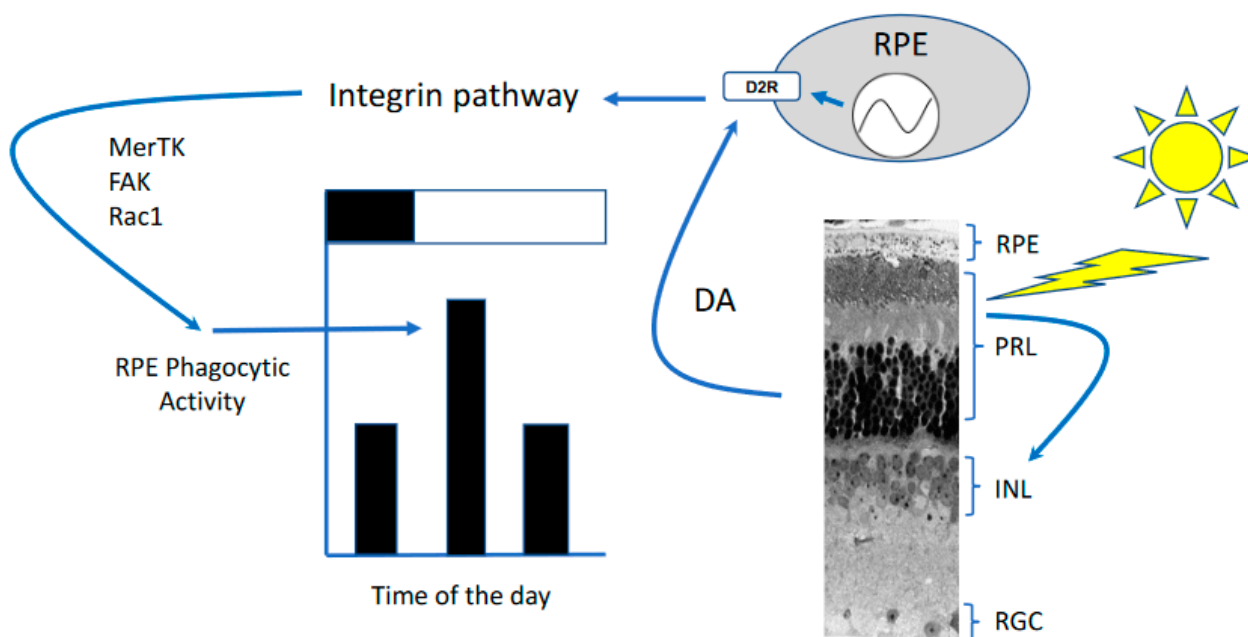 RPE
D2R
Integrin pathway
MerTK
FAK
Rac1
RPE
DA
PRL
RPE Phagocytic
Activity
INL
Time of the day
RGC